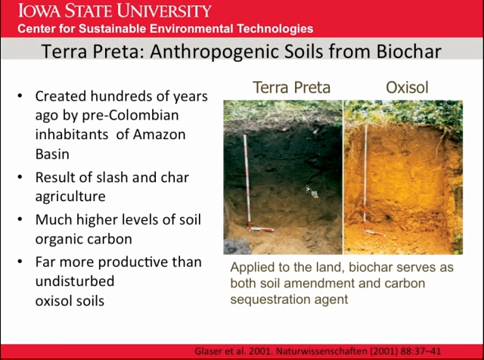 IOWA STATE UNIVERSITY
Center for Sustainable Environmental Technologies
Terra Preta: Anthropogenic Soils from Biochar
• Created hundreds of years
ago by pre-Colombian
inhabitants of Amazon
Basin
• Result of slash and char
agriculture
• Much higher levels of soil
organic carbon
• Far more productive than
undisturbed
oxisol soils
Terra Preta
Oxisol
Applied to the land, biochar serves as
both soil amendment and carbon
sequestration agent
Glaser et al. 2001. Naturwissenschaften (2001) 88:37–41